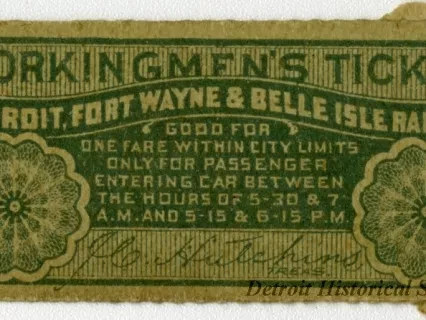 ORKINGMEN'S TICK
ROIT, FORT WAYNE & BELLE ISLE RA
GOOD FOR
ONE FARE WITHIN CITY LIMITS
ONLY FOR PASSENGER
ENTERING CAR BETWEEN
THE HOURS OF 5-30 & 7
A.M. AND 5-15 & 6-15 P.M.
J.C. Hutchins
TREAS
Detroit Historical S